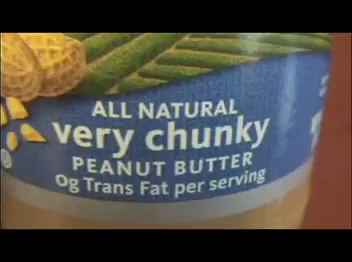 ALL NATURAL
very chunky
PEANUT BUTTER
0g Trans Fat per serving